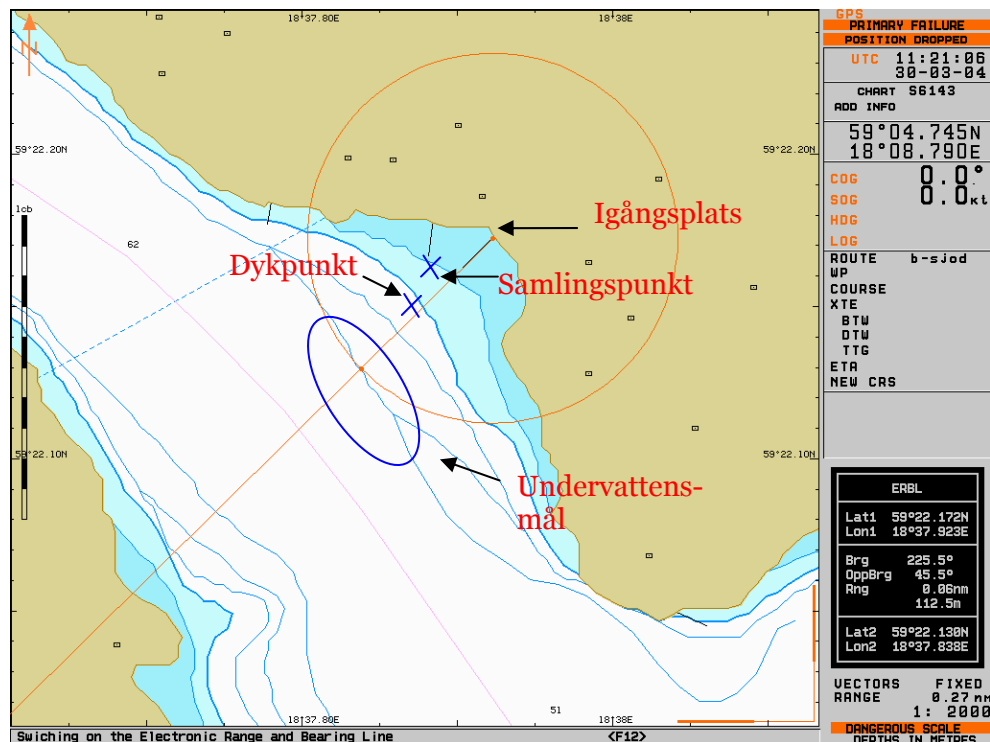 18°37.80E
18°38E
59°22.20N
59°22.20N
1cb
62
Igångsplats
Dykpunkt
Samlingspunkt
59°22.10N
59°22.10N
Undervattens-
mål
18°37.80E
18°38E
51
Swiching on the Electronic Range and Bearing Line <F12>
GPS
PRIMARY FAILURE
POSITION DROPPED
UTC 11:21:06
30-03-04
CHART S6143
ADD INFO
59°04.745N
18°08.790E
COG 0.0°
SOG 0.0kt
HDG
LOG
ROUTE b-sjod
WP
COURSE
XTE
BTW
DTW
TTG
ETA
NEW CRS
ERBL
Lat1 59°22.172N
Lon1 18°37.923E
Brg 225.5°
OppBrg 45.5°
Rng 0.06nm
112.5m
Lat2 59°22.130N
Lon2 18°37.838E
VECTORS FIXED
RANGE 0.27nm
1: 2000
DANGEROUS SCALE
DEPTHS IN METRES